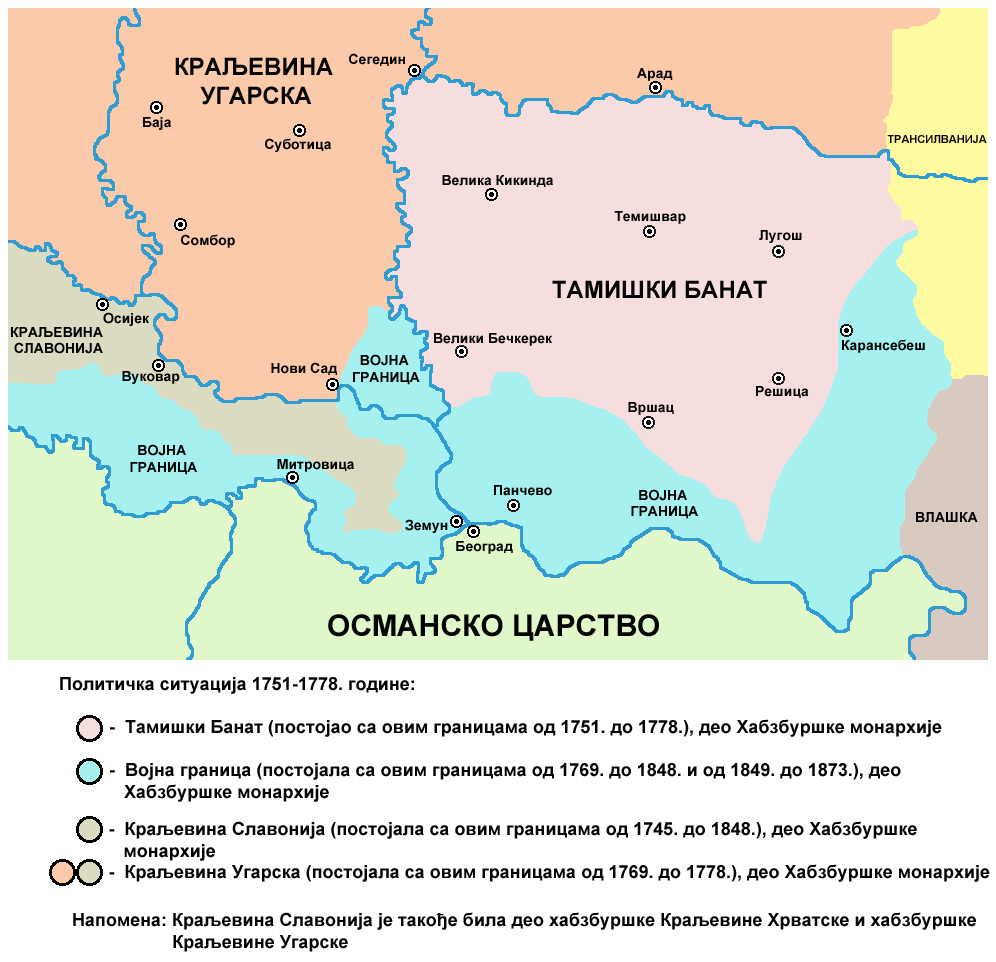 КРАЉЕВИНА
УГАРСКА
Сегедин
Арад
Баја
Суботица
ТРАНСИЛВАНИЈА
Велика Кикинда
Темишвар
Сомбор
Лугош
ТАМИШКИ БАНАТ
Осијек
КРАЉЕВИНА
СЛАВОНИЈА
Велики Бечкерек
Карансебеш
ВОЈНА
ГРАНИЦА
Нови Сад
Вуковар
Решица
Вршац
ВОЈНА
ГРАНИЦА
Митровица
Панчево
ВОЈНА
ГРАНИЦА
ВЛАШКА
Земун
Београд
ОСМАНСКО ЦАРСТВО
Политичка ситуација 1751-1778. године:
- Тамишки Банат (постојао са овим границама од 1751. до 1778.), део Хабзбуршке монархије
- Војна граница (постојала са овим границама од 1769. до 1848. и од 1849. до 1873.), део
Хабзбуршке монархије
- Краљевина Славонија (постојала са овим границама од 1745. до 1848.), део Хабзбуршке
монархије
- Краљевина Угарска (постојала са овим границама од 1769. до 1778.), део Хабзбуршке монархије
Напомена: Краљевина Славонија је такође била део хабзбуршке Краљевине Хрватске и хабзбуршке
Краљевине Угарске